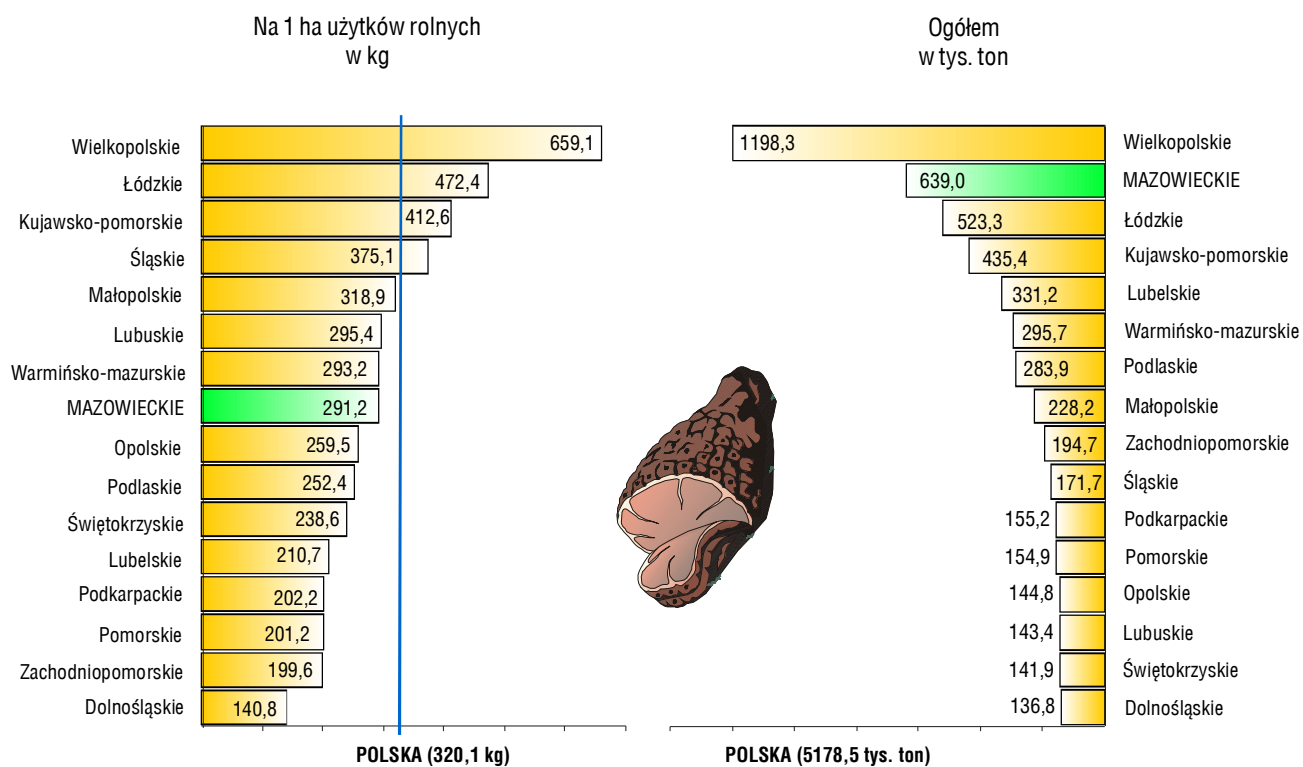 Na 1 ha użytków rolnych
w kg
Wielkopolskie 659,1
Łódzkie 472,4
Kujawsko-pomorskie 412,6
Śląskie 375,1
Małopolskie 318,9
Lubuskie 295,4
Warmińsko-mazurskie 293,2
MAZOWIECKIE 291,2
Opolskie 259,5
Podlaskie 252,4
Świętokrzyskie 238,6
Lubelskie 210,7
Podkarpackie 202,2
Pomorskie 201,2
Zachodniopomorskie 199,6
Dolnośląskie 140,8
POLSKA (320,1 kg)
Ogółem
w tys. ton
1198,3 Wielkopolskie
639,0 MAZOWIECKIE
523,3 Łódzkie
435,4 Kujawsko-pomorskie
331,2 Lubelskie
295,7 Warmińsko-mazurskie
283,9 Podlaskie
228,2 Małopolskie
194,7 Zachodniopomorskie
171,7 Śląskie
155,2 Podkarpackie
154,9 Pomorskie
144,8 Opolskie
143,4 Lubuskie
141,9 Świętokrzyskie
136,8 Dolnośląskie
POLSKA (5178,5 tys. ton)